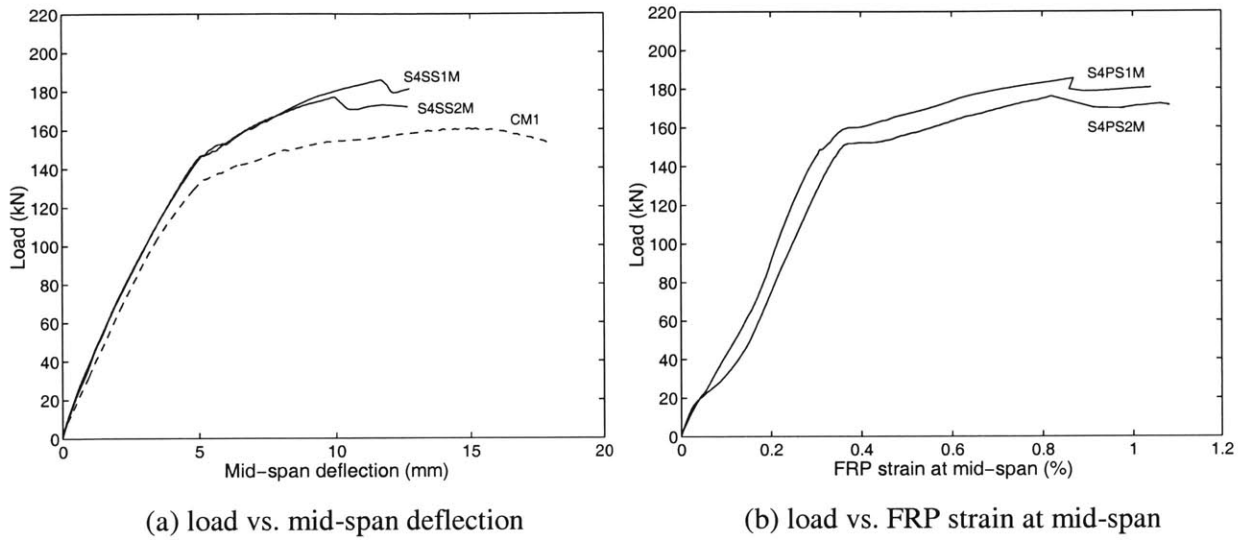 220
200
180
160
140
120
100
80
60
40
20
0
Load (kN)
S4SS1M
S4SS2M
CM1
0 5 10 15 20
Mid-span deflection (mm)
(a) load vs. mid-span deflection
220
200
180
160
140
120
100
80
60
40
20
0
Load (kN)
S4PS1M
S4PS2M
0 0.2 0.4 0.6 0.8 1 1.2
FRP strain at mid-span (%)
(b) load vs. FRP strain at mid-span